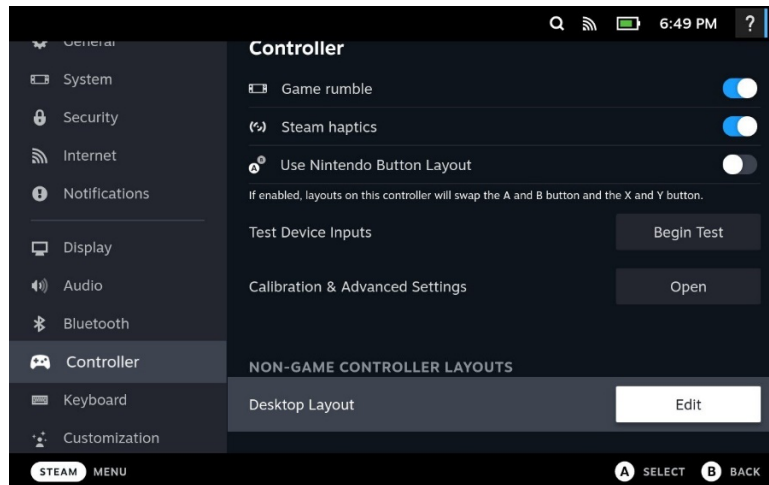 6:49 PM ?
General
System
Security
Internet
Notifications
Display
Audio
Bluetooth
Controller
Keyboard
Customization
Controller
Game rumble
Steam haptics
Use Nintendo Button Layout
If enabled, layouts on this controller will swap the A and B button and the X and Y button.
Test Device Inputs Begin Test
Calibration & Advanced Settings Open
NON-GAME CONTROLLER LAYOUTS
Desktop Layout Edit
STEAM MENU A SELECT B BACK